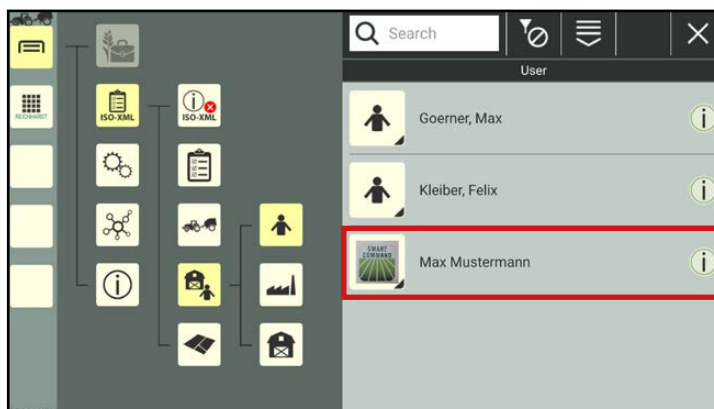 Search
User
REICHHARDT
ISO-XML
ISO-XML
Goerner, Max
Kleiber, Felix
SMART
COMMAND
Max Mustermann